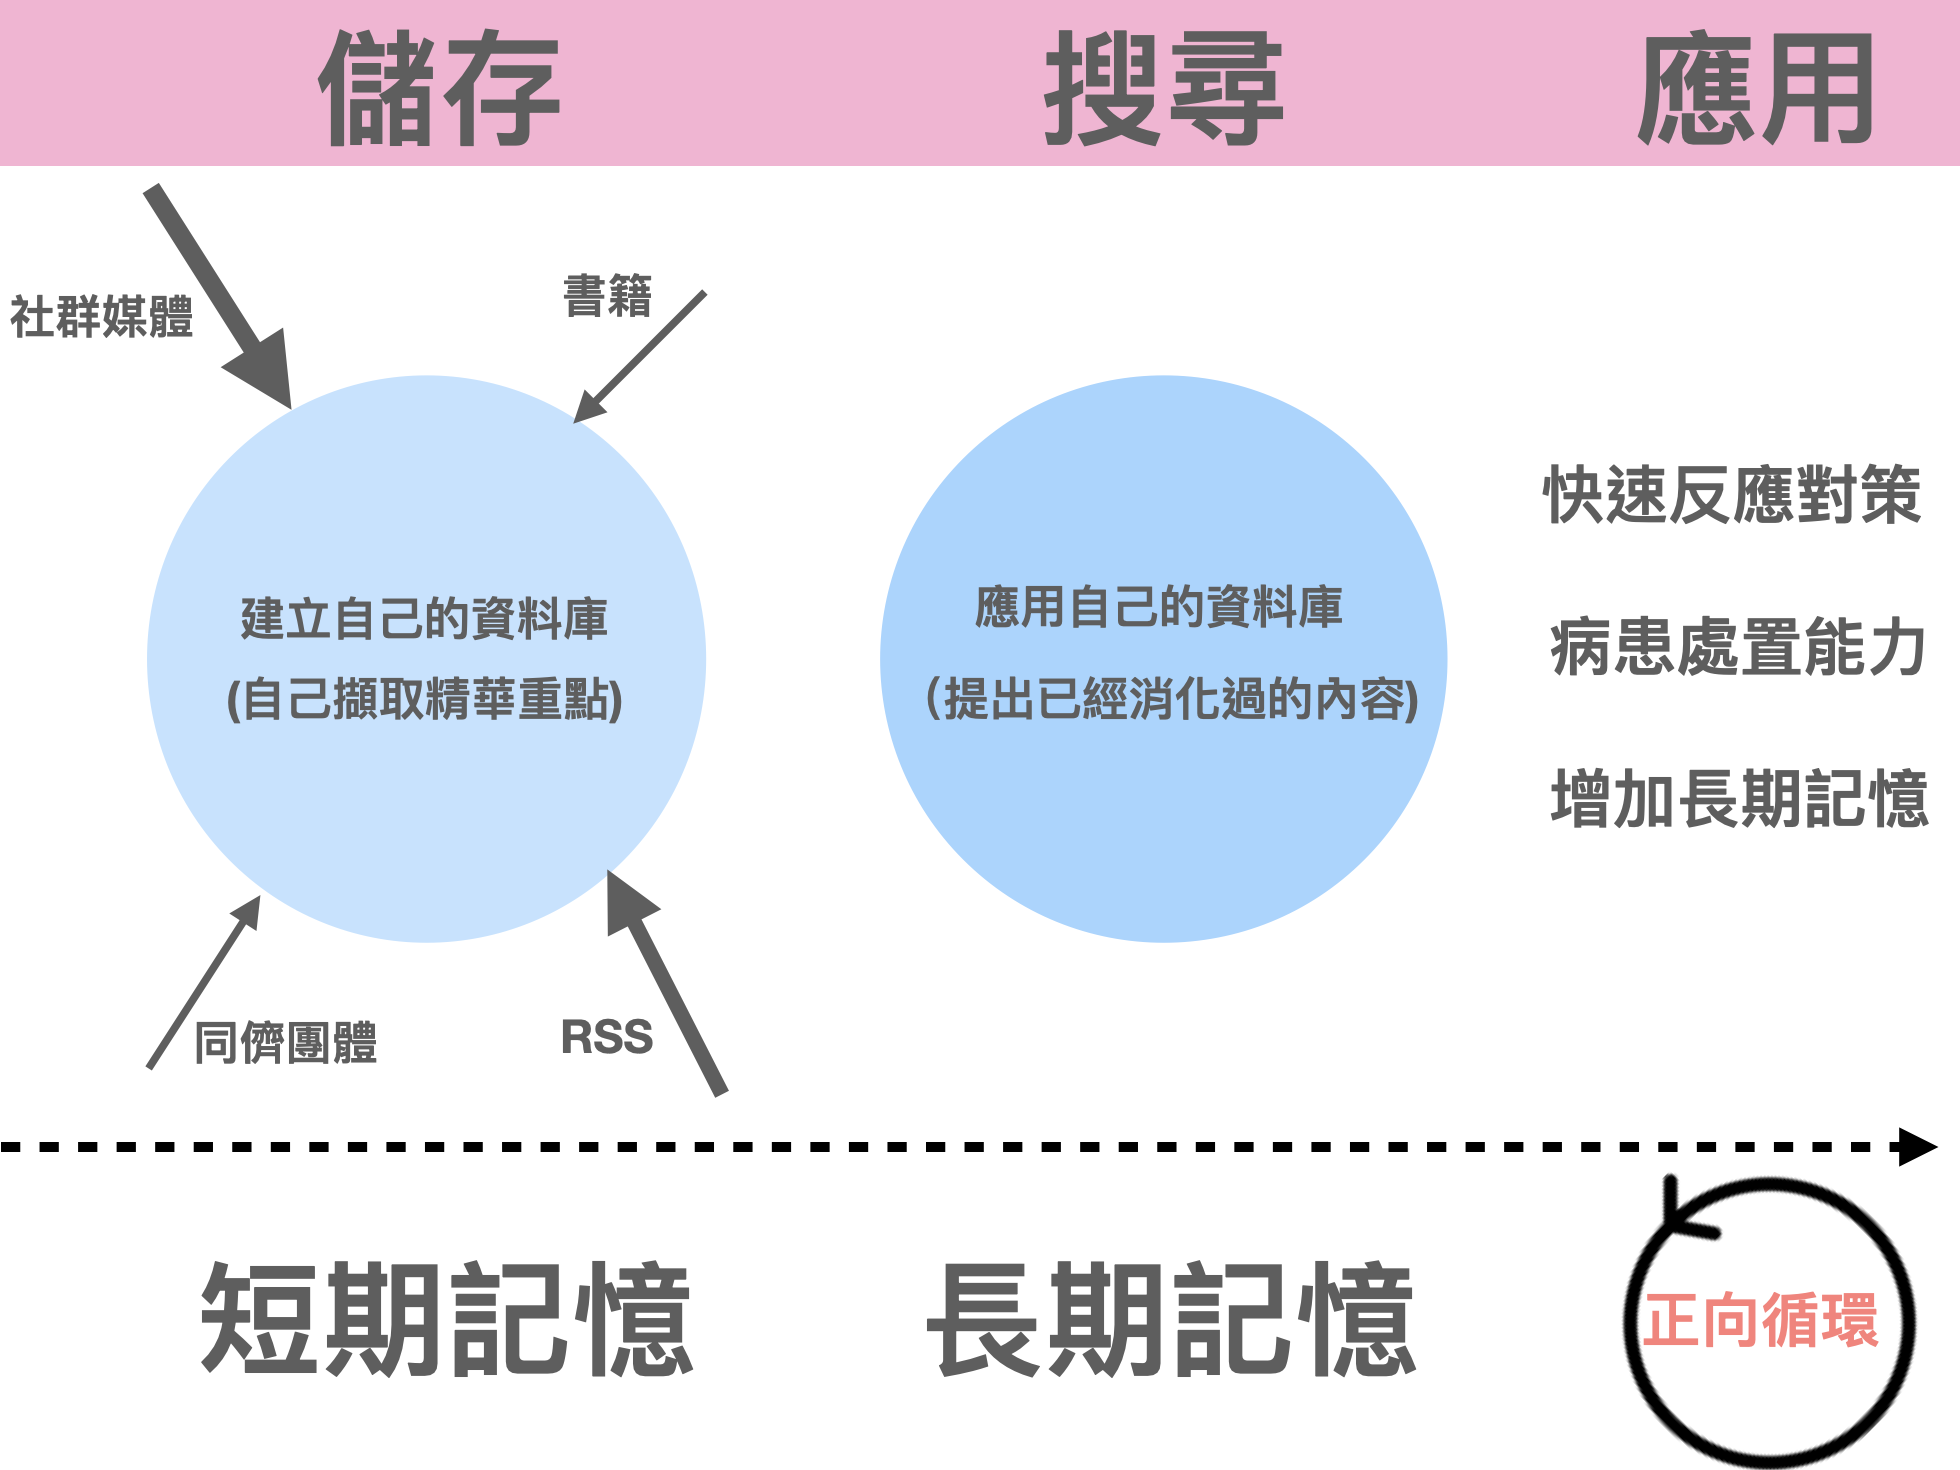 儲存
搜尋
應用
社群媒體
書籍
建立自己的資料庫
(自己擷取精華重點)
同儕團體
RSS
應用自己的資料庫
（提出已經消化過的內容)
快速反應對策
病患處置能力
增加長期記憶
短期記憶
長期記憶
正向循環